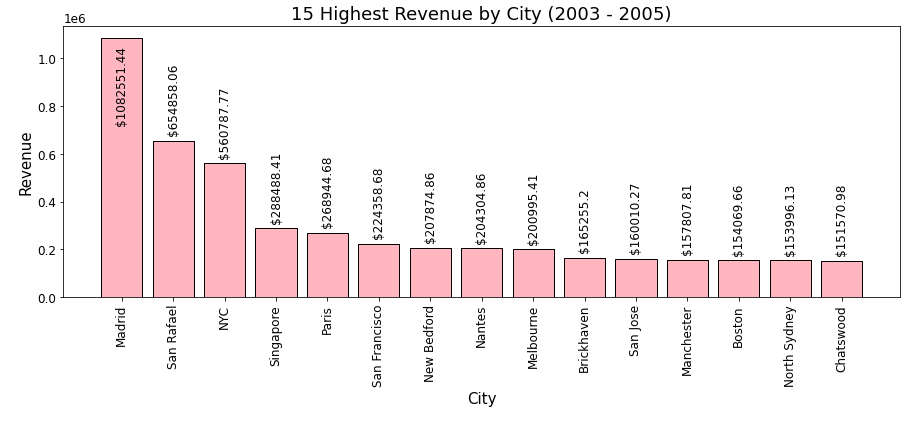 15 Highest Revenue by City (2003 - 2005)
1e6
1.0
0.8
0.6
0.4
0.2
0.0
Revenue
$1082551.44
$654858.06
$560787.77
$288488.41
$268944.68
$224358.68
$207874.86
$204304.86
$200995.41
$165255.2
$160010.27
$157807.81
$154069.66
$153996.13
$151570.98
Madrid
San Rafael
NYC
Singapore
Paris
San Francisco
New Bedford
Nantes
Melbourne
Brickhaven
San Jose
Manchester
Boston
North Sydney
Chatswood
City